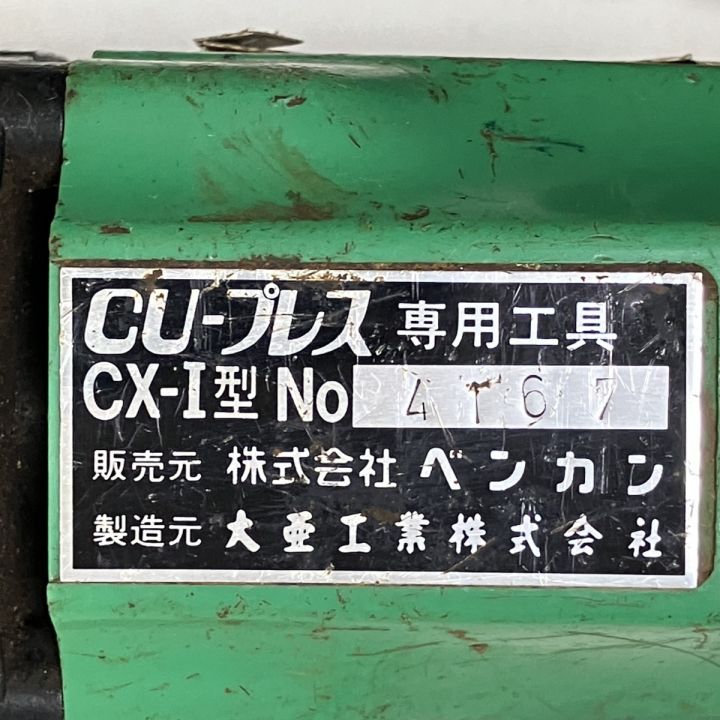 CU-プレス 専用工具
CX-I型 No 4167
販売元 株式会社 ベンカン
製造元 大亜工業株式会社